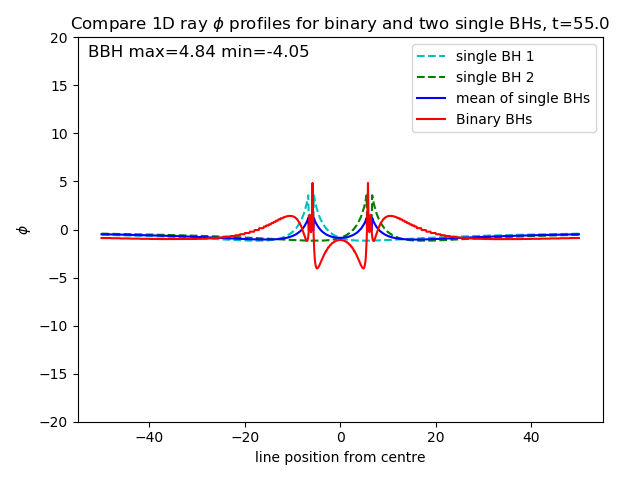 Compare 1D ray ϕ profiles for binary and two single BHs, t=55.0
BBH max=4.84 min=-4.05
single BH 1
single BH 2
mean of single BHs
Binary BHs
20
15
10
5
0
−5
−10
−15
−20
ϕ
−40 −20 0 20 40
line position from centre